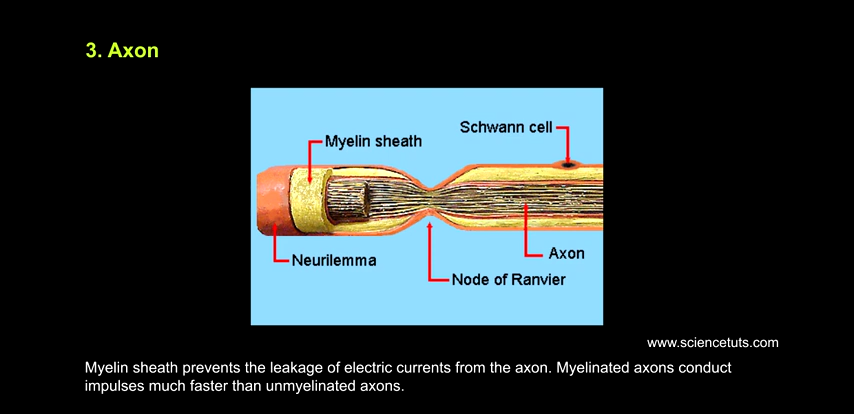 3. Axon
Schwann cell
Myelin sheath
Neurilemma
Axon
Node of Ranvier
www.sciencetuts.com
Myelin sheath prevents the leakage of electric currents from the axon. Myelinated axons conduct
impulses much faster than unmyelinated axons.